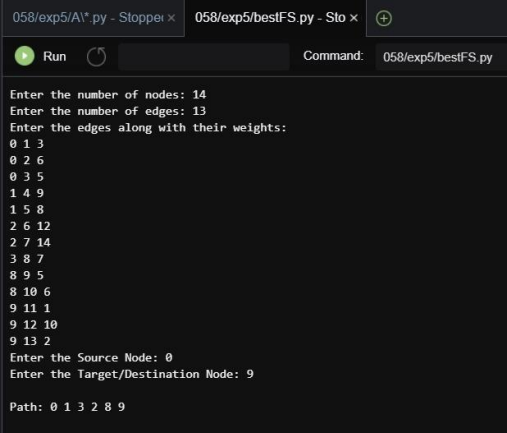 058/exp5/A\*.py - Stopped ×
058/exp5/bestFS.py - Sto ×
Run
Command: 058/exp5/bestFS.py
Enter the number of nodes: 14
Enter the number of edges: 13
Enter the edges along with their weights:
0 1 3
0 2 6
0 3 5
1 4 9
1 5 8
2 6 12
2 7 14
3 8 7
8 9 5
8 10 6
9 11 1
9 12 10
9 13 2
Enter the Source Node: 0
Enter the Target/Destination Node: 9
Path: 0 1 3 2 8 9